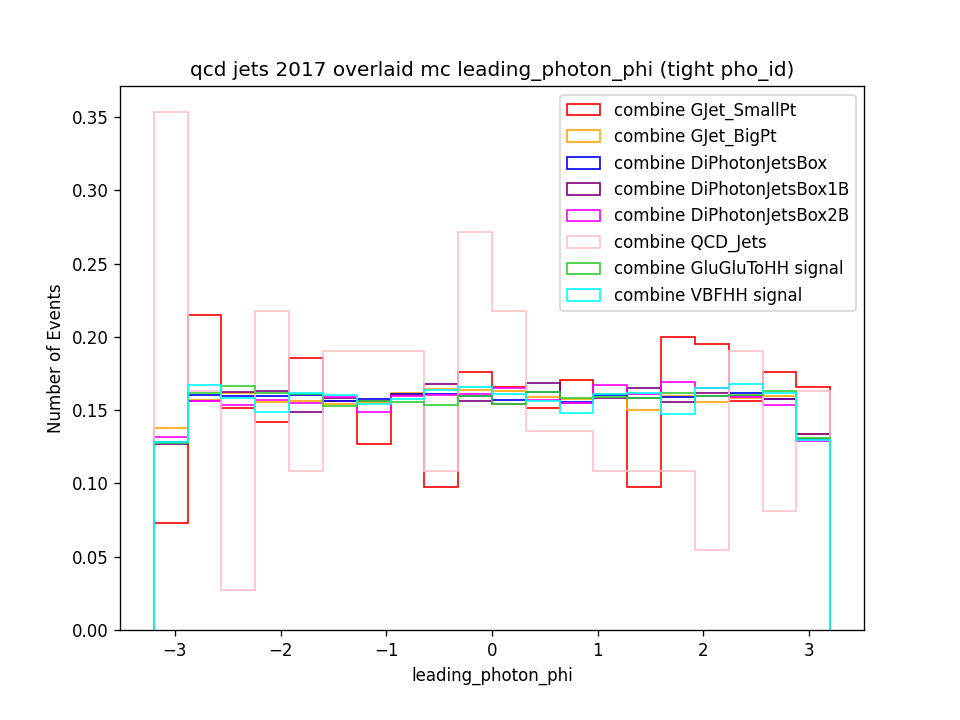 qcd jets 2017 overlaid mc leading_photon_phi (tight pho_id)
combine GJet_SmallPt
combine GJet_BigPt
combine DiPhotonJetsBox
combine DiPhotonJetsBox1B
combine DiPhotonJetsBox2B
combine QCD_Jets
combine GluGluToHH signal
combine VBFHH signal
Number of Events
0.35
0.30
0.25
0.20
0.15
0.10
0.05
0.00
−3 −2 −1 0 1 2 3
leading_photon_phi